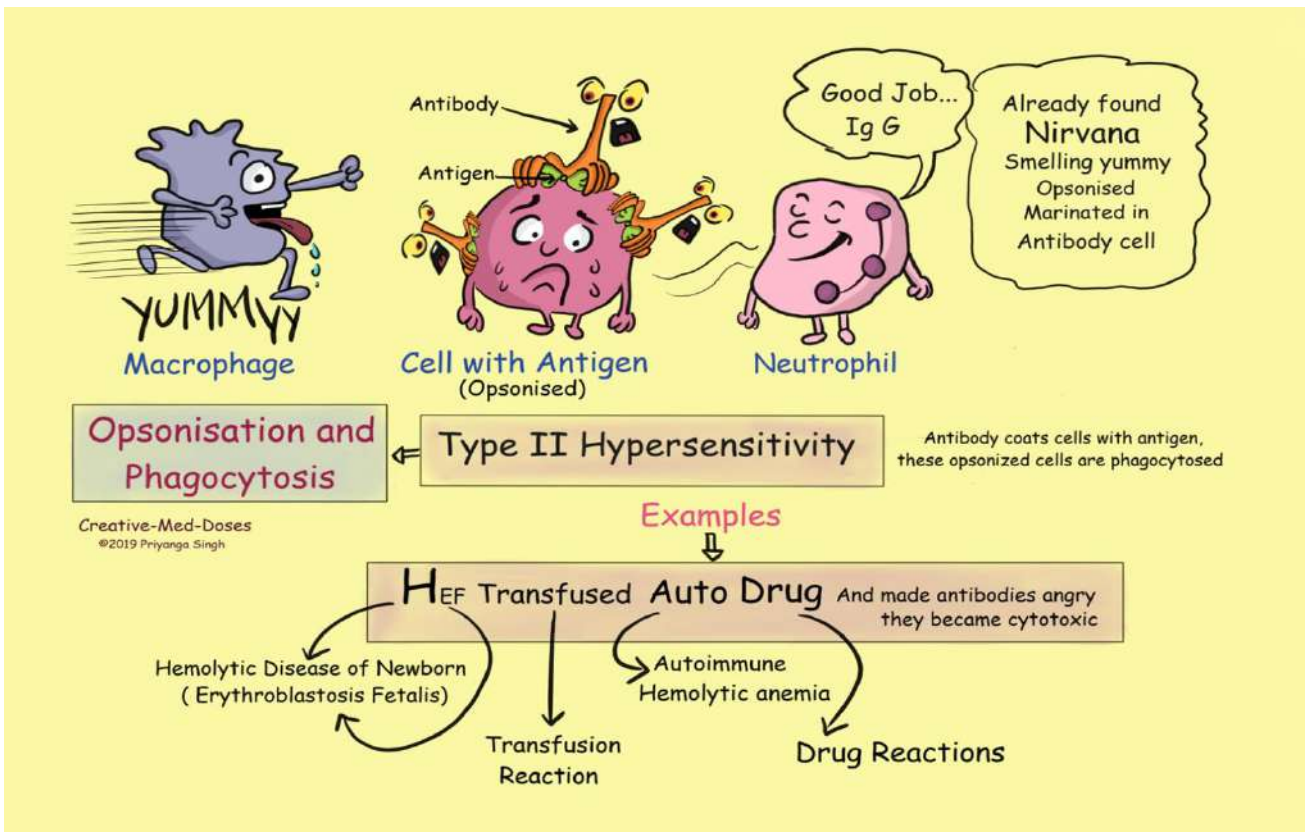 Antibody
Antigen
Good Job...
Ig G
Already found
Nirvana
Smelling yummy
Opsonised
Marinated in
Antibody cell
YUMMYY
Macrophage
Cell with Antigen
(Opsonised)
Neutrophil
Opsonisation and
Phagocytosis
Type II Hypersensitivity
Antibody coats cells with antigen,
these opsonized cells are phagocytosed
Creative-Med-Doses
©2019 Priyanga Singh
Examples
HEF Transfused Auto Drug And made antibodies angry
they became cytotoxic
Hemolytic Disease of Newborn
( Erythroblastosis Fetalis)
Transfusion
Reaction
Autoimmune
Hemolytic anemia
Drug Reactions